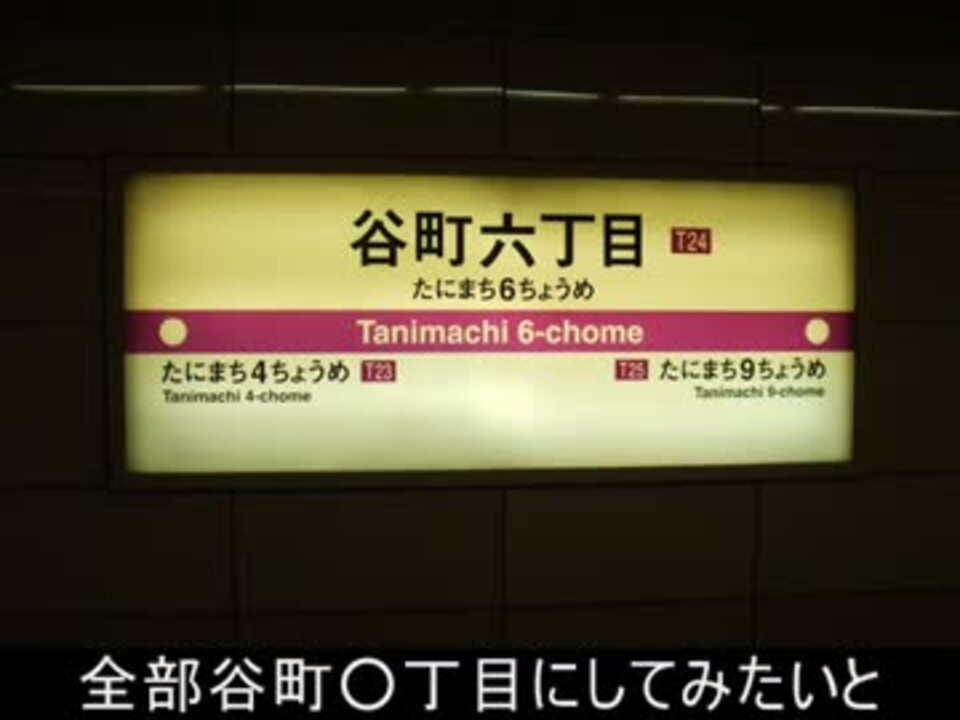 谷町六丁目 T24
たにまち6ちょうめ
Tanimachi 6-chome
たにまち4ちょうめ T23
Tanimachi 4-chome
T25 たにまち9ちょうめ
Tanimachi 9-chome
全部谷町〇丁目にしてみたいと